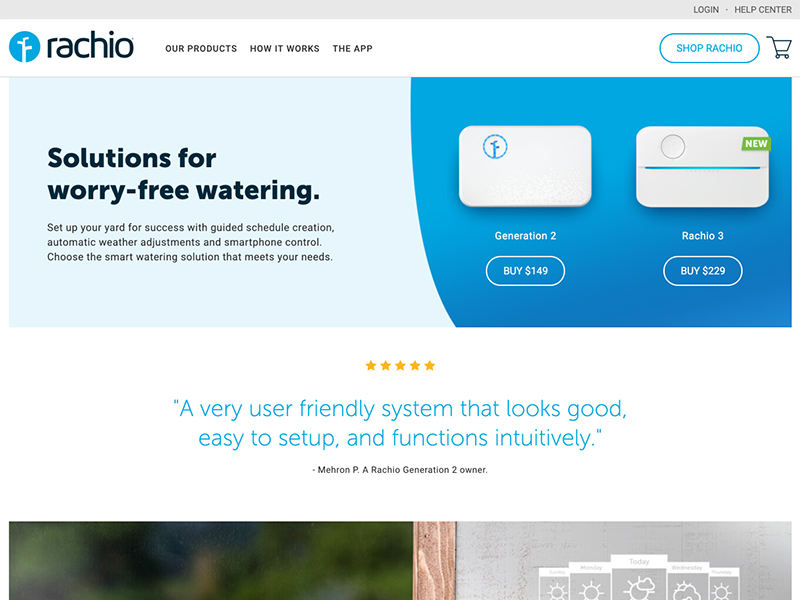 LOGIN · HELP CENTER
rachio
OUR PRODUCTS HOW IT WORKS THE APP
SHOP RACHIO
Solutions for
worry-free watering.
Set up your yard for success with guided schedule creation,
automatic weather adjustments and smartphone control.
Choose the smart watering solution that meets your needs.
NEW
Generation 2
BUY $149
Rachio 3
BUY $229
"A very user friendly system that looks good,
easy to setup, and functions intuitively."
- Mehron P. A Rachio Generation 2 owner.
Sunday Monday Today Wednesday Thursday